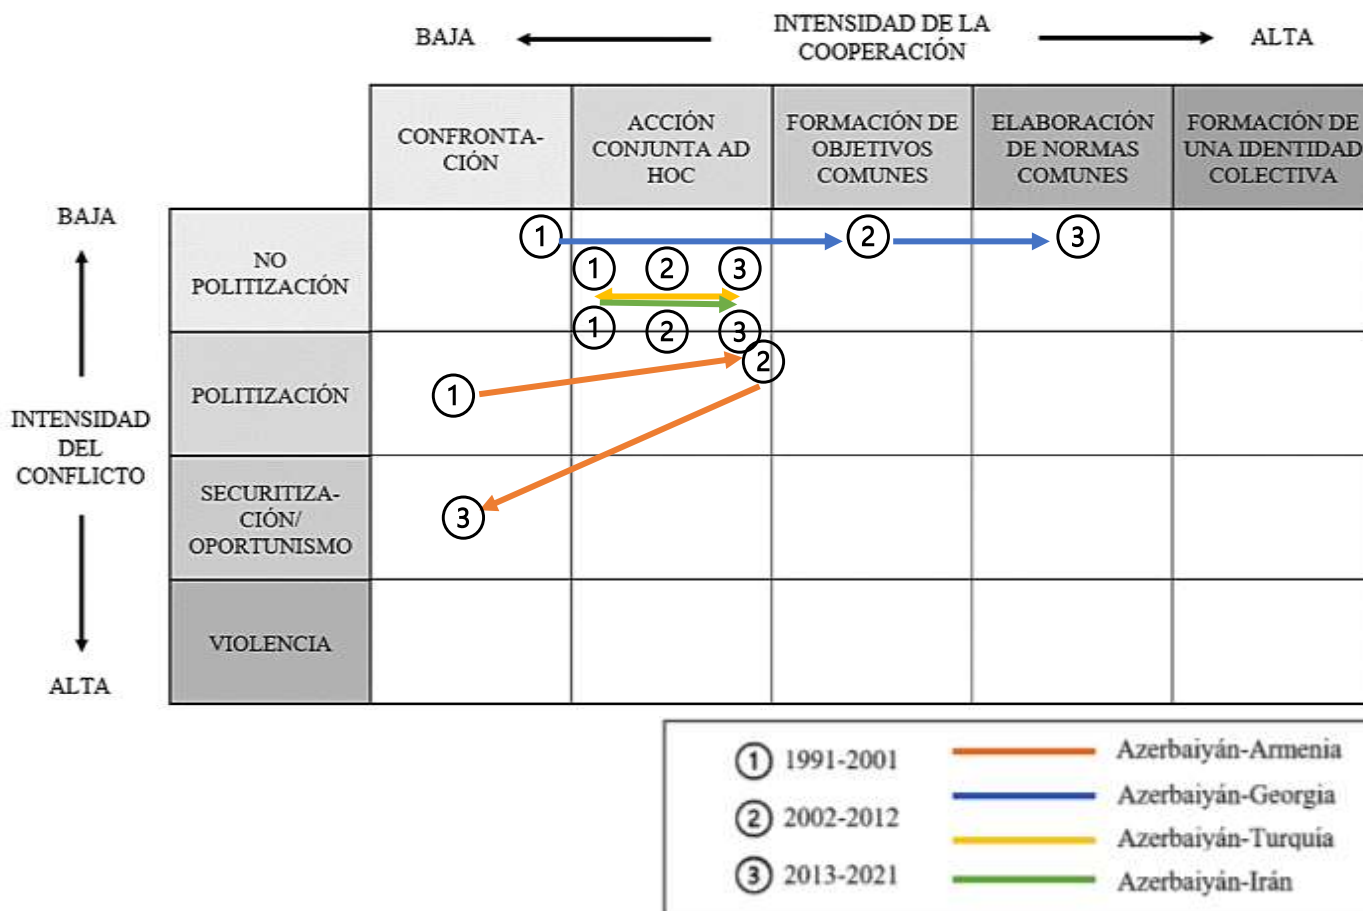 BAJA
INTENSIDAD DE LA
COOPERACIÓN
ALTA
CONFRONTA-
CIÓN
ACCIÓN
CONJUNTA AD
HOC
FORMACIÓN DE
OBJETIVOS
COMUNES
ELABORACIÓN
DE NORMAS
COMUNES
FORMACIÓN DE
UNA IDENTIDAD
COLECTIVA
BAJA
INTENSIDAD
DEL
CONFLICTO
ALTA
NO
POLITIZACIÓN
1
2
3
1
2
3
1
2
3
POLITIZACIÓN
1
2
SECURITIZA-
CIÓN/
OPORTUNISMO
3
VIOLENCIA
1 1991-2001
2 2002-2012
3 2013-2021
Azerbaiyán-Armenia
Azerbaiyán-Georgia
Azerbaiyán-Turquía
Azerbaiyán-Irán